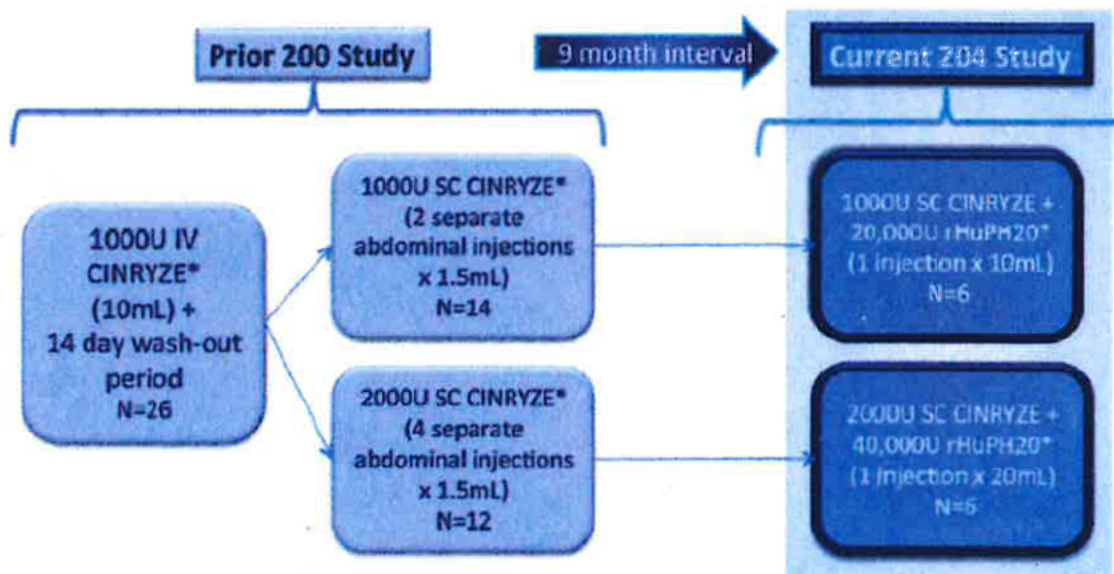 Prior 200 Study
9 month interval
Current 204 Study
1000U IV
CINRYZE*
(10mL) +
14 day wash-out
period
N=26
1000U SC CINRYZE*
(2 separate
abdominal injections
x 1.5mL)
N=14
2000U SC CINRYZE*
(4 separate
abdominal injections
x 1.5mL)
N=12
1000U SC CINRYZE +
20,000U rHuPH20*
(1 injection x 10mL)
N=6
2000U SC CINRYZE +
40,000U rHuPH20*
(1 injection x 20mL)
N=6